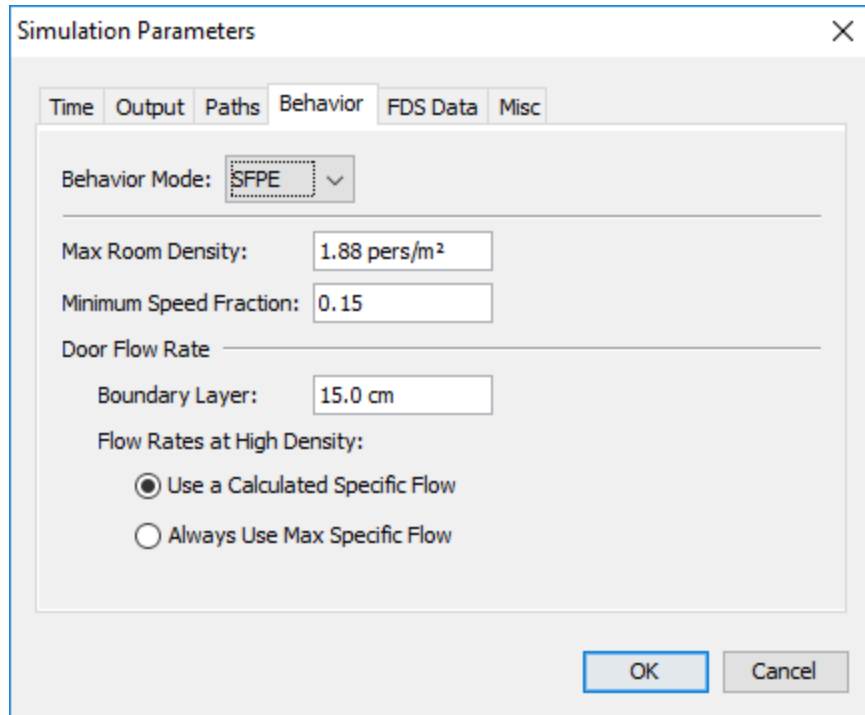 Simulation Parameters
Time Output Paths Behavior FDS Data Misc
Behavior Mode: SFPE
Max Room Density: 1.88 pers/m²
Minimum Speed Fraction: 0.15
Door Flow Rate
Boundary Layer: 15.0 cm
Flow Rates at High Density:
Use a Calculated Specific Flow
Always Use Max Specific Flow
OK Cancel